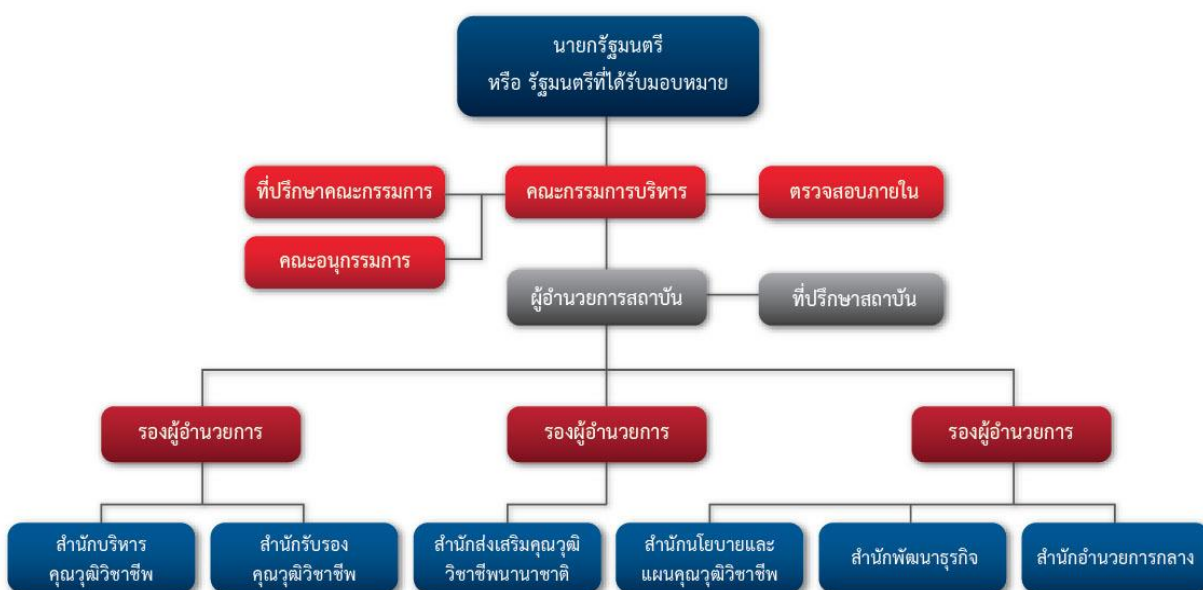 นายกรัฐมนตรี
หรือ รัฐมนตรีที่ได้รับมอบหมาย
ที่ปรึกษาคณะกรรมการ
คณะกรรมการบริหาร
ตรวจสอบภายใน
คณะอนุกรรมการ
ผู้อำนวยการสถาบัน
ที่ปรึกษาสถาบัน
รองผู้อำนวยการ
รองผู้อำนวยการ
รองผู้อำนวยการ
สำนักบริหาร
คุณวุฒิวิชาชีพ
สำนักรับรอง
คุณวุฒิวิชาชีพ
สำนักส่งเสริมคุณวุฒิ
วิชาชีพนานาชาติ
สำนักนโยบายและ
แผนคุณวุฒิวิชาชีพ
สำนักพัฒนาธุรกิจ
สำนักอำนวยการกลาง